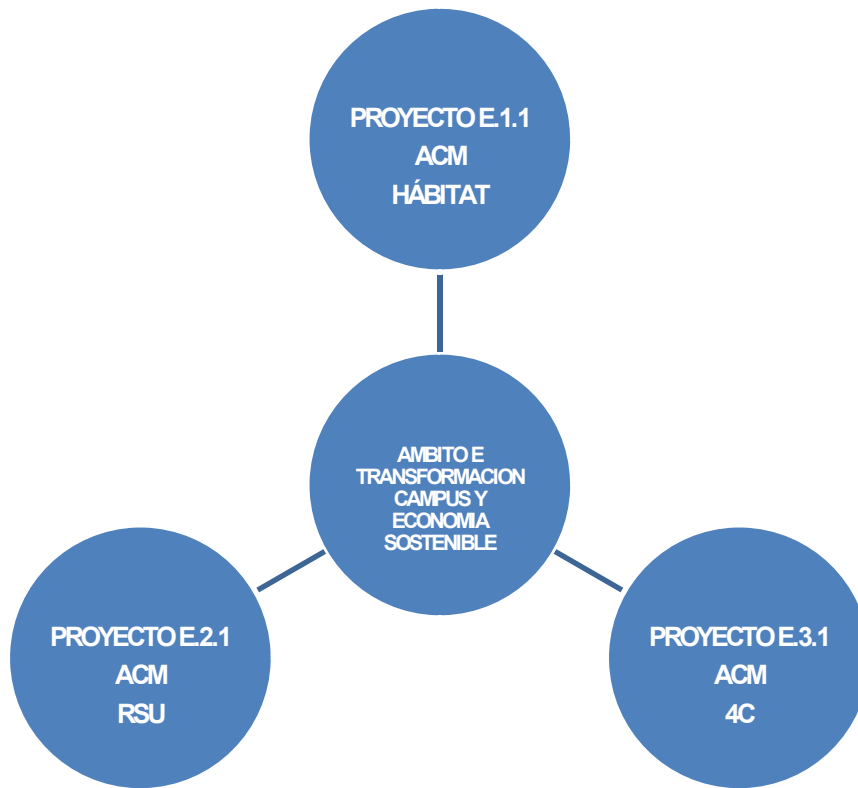 PROYECTO E.1.1
ACM
HÁBITAT
AMBITO E
TRANSFORMACION
CAMPUS Y
ECONOMIA
SOSTENIBLE
PROYECTO E.2.1
ACM
RSU
PROYECTO E.3.1
ACM
4C